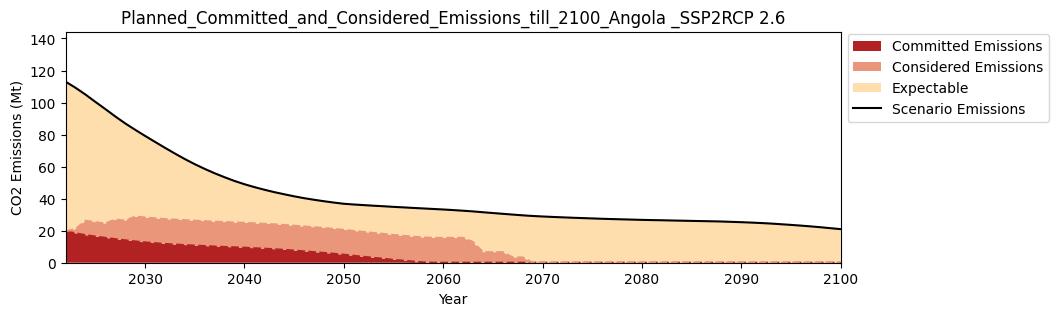 Planned_Committed_and_Considered_Emissions_till_2100_Angola _SSP2RCP 2.6
CO2 Emissions (Mt)
140
120
100
80
60
40
20
0
2030 2040 2050 2060 2070 2080 2090 2100
Year
Committed Emissions
Considered Emissions
Expectable
Scenario Emissions